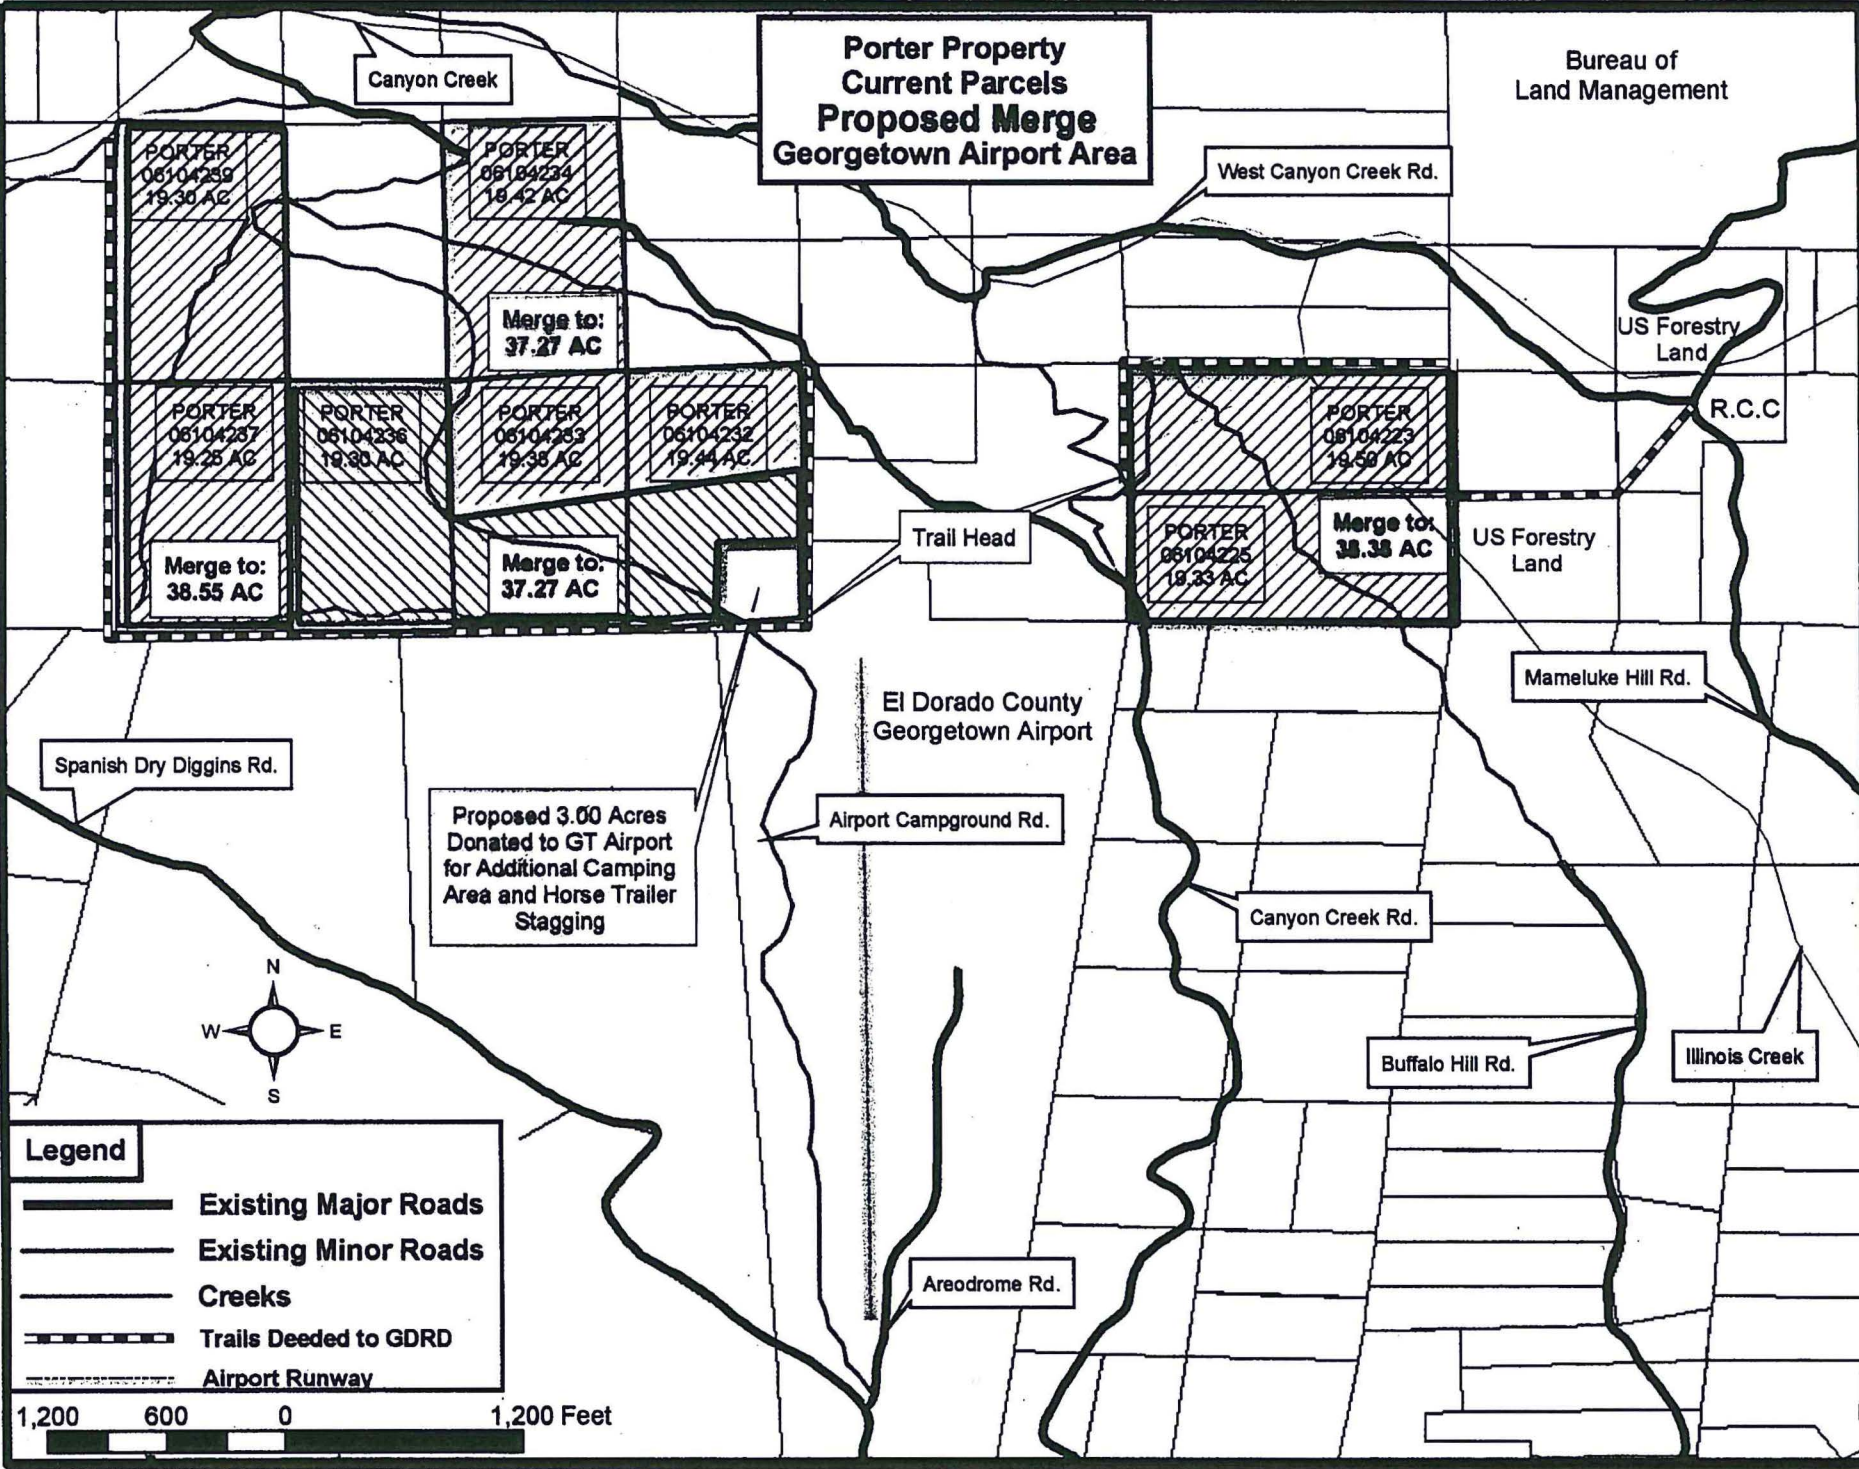 Porter Property
Current Parcels
Proposed Merge
Georgetown Airport Area
Bureau of
Land Management
Canyon Creek
West Canyon Creek Rd.
PORTER
06104239
19.30 AC
PORTER
06104234
19.42 AC
Merge to:
37.27 AC
US Forestry
Land
R.C.C
PORTER
06104237
19.25 AC
PORTER
06104236
19.30 AC
PORTER
06104233
19.38 AC
PORTER
06104232
19.44 AC
PORTER
06104223
19.50 AC
Merge to:
38.55 AC
Merge to:
37.27 AC
Trail Head
PORTER
06104225
19.33 AC
Merge to:
38.38 AC
US Forestry
Land
Mameluke Hill Rd.
El Dorado County
Georgetown Airport
Spanish Dry Diggins Rd.
Proposed 3.00 Acres
Donated to GT Airport
for Additional Camping
Area and Horse Trailer
Stagging
Airport Campground Rd.
Canyon Creek Rd.
N
W E
S
Buffalo Hill Rd.
Illinois Creek
Areodrome Rd.
Legend
Existing Major Roads
Existing Minor Roads
Creeks
Trails Deeded to GDRD
Airport Runway
1,200 600 0 1,200 Feet